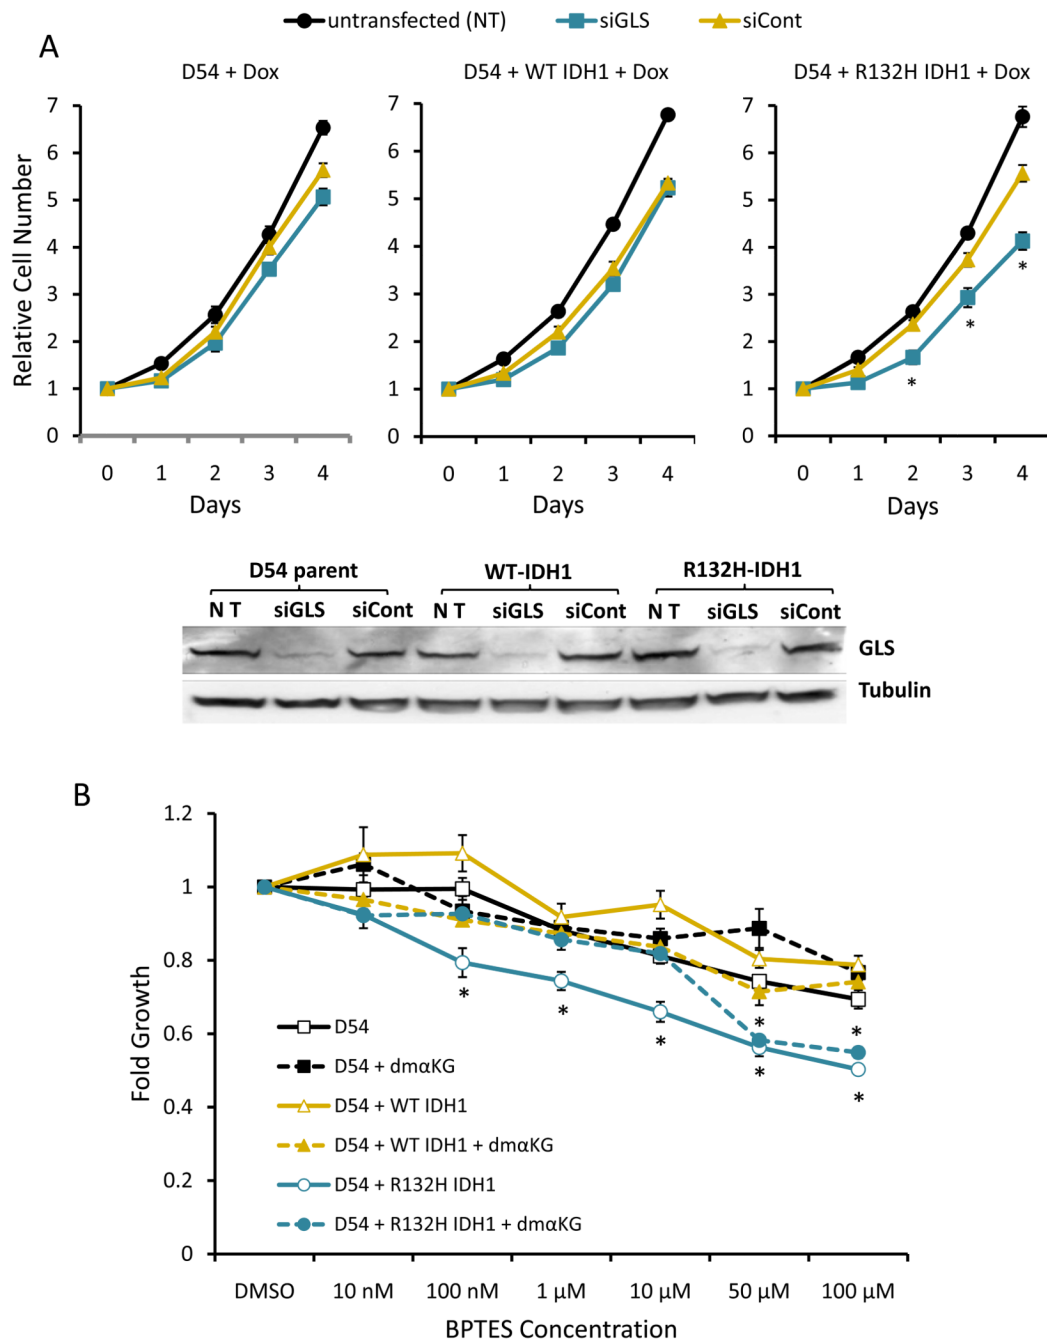 untransfected (NT) siGLS siCont
A
D54 + Dox D54 + WT IDH1 + Dox D54 + R132H IDH1 + Dox
Relative Cell Number
7 7 7
6 6 6
5 5 5
4 4 4
3 3 3
2 2 2
1 1 1
0 0 0
* * *
0 1 2 3 4 0 1 2 3 4 0 1 2 3 4
Days Days Days
D54 parent WT-IDH1 R132H-IDH1
N T siGLS siCont N T siGLS siCont N T siGLS siCont
GLS
Tubulin
B
Fold Growth
1.2
1
0.8
0.6
0.4
0.2
0
* * * * * * *
D54
D54 + dmαKG
D54 + WT IDH1
D54 + WT IDH1 + dmαKG
D54 + R132H IDH1
D54 + R132H IDH1 + dmαKG
DMSO 10 nM 100 nM 1 µM 10 µM 50 µM 100 µM
BPTES Concentration